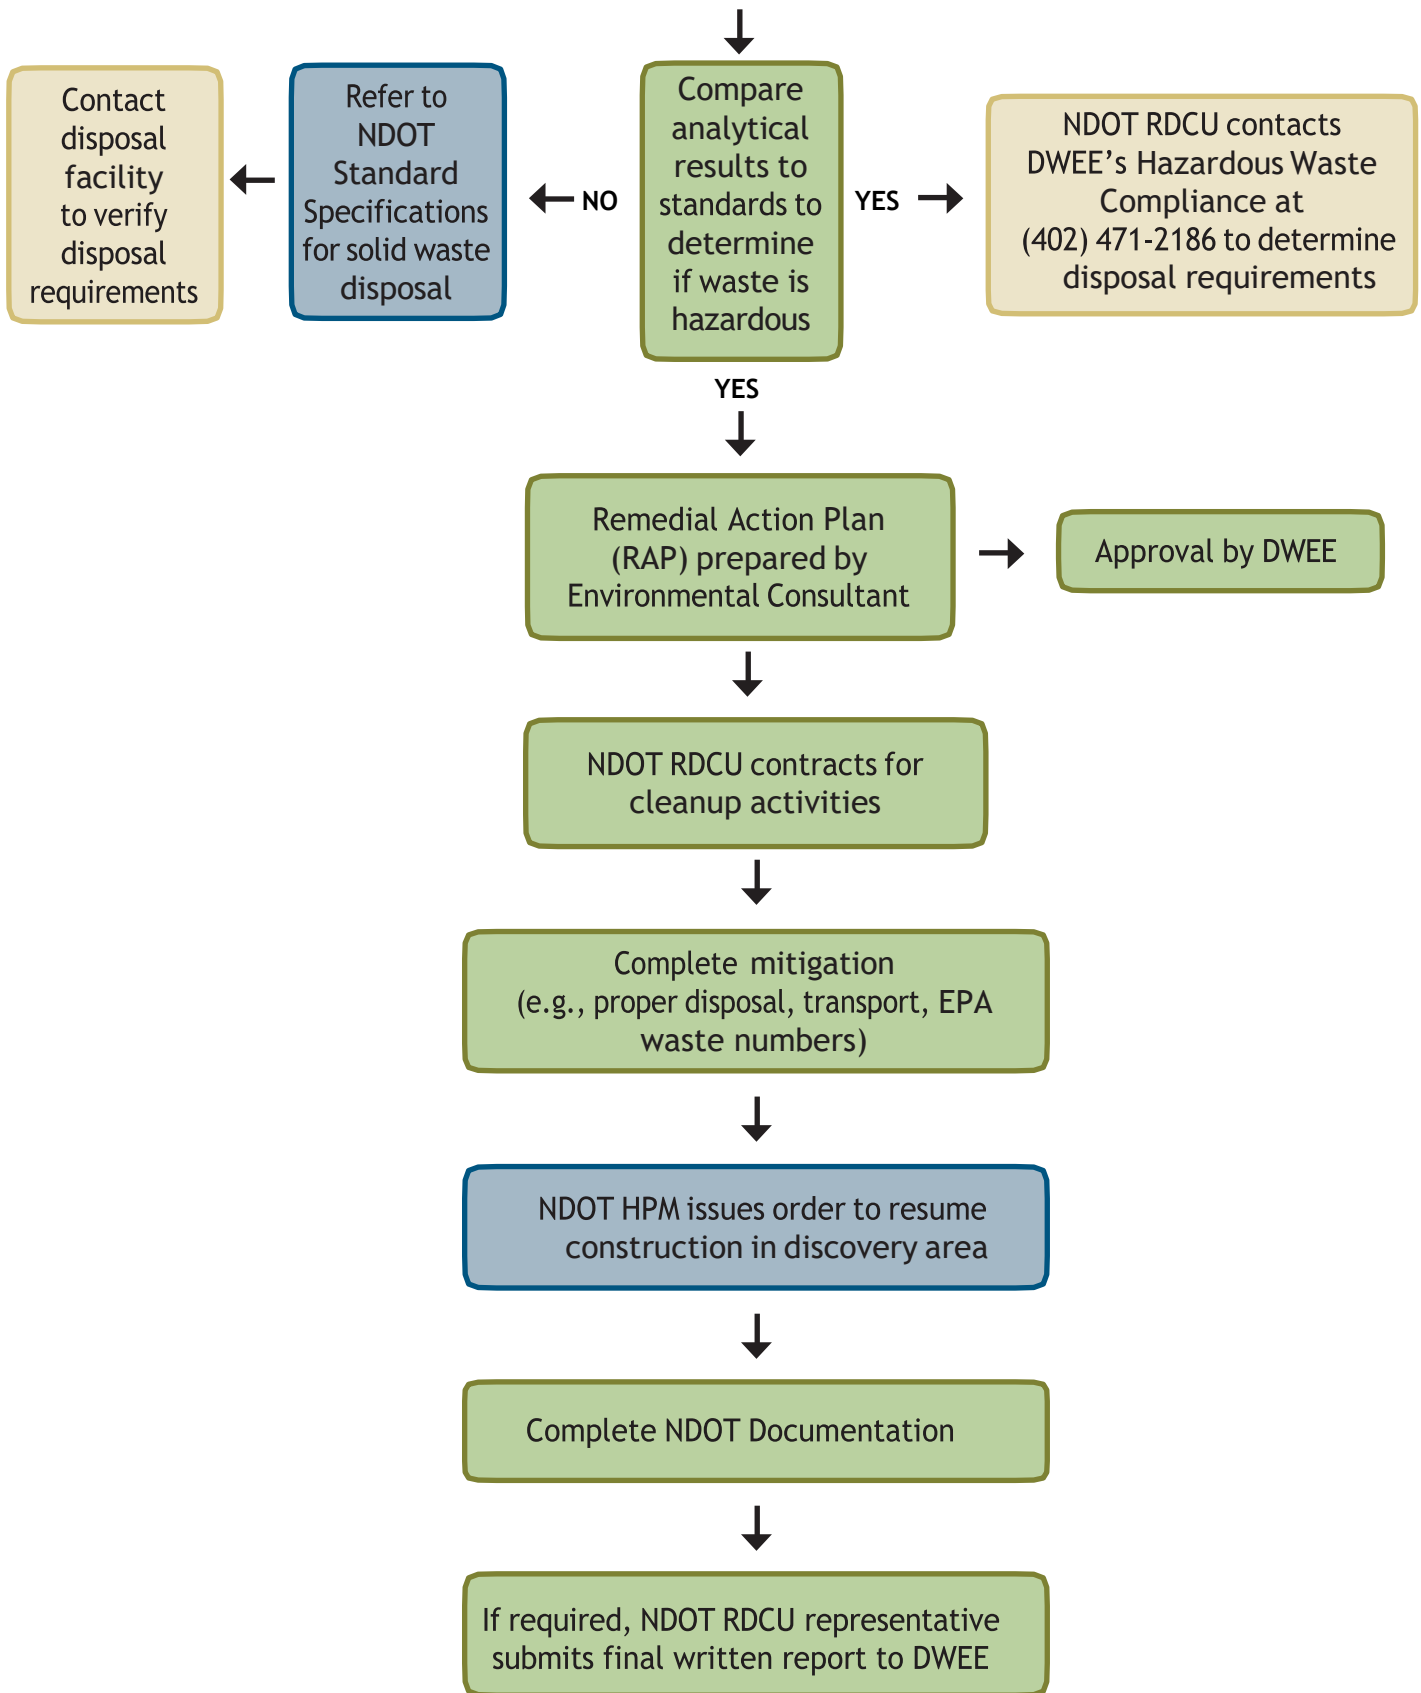 Contact
disposal
facility
to verify
disposal
requirements
Refer to
NDOT
Standard
Specifications
for solid waste
disposal
NO
Compare
analytical
results to
standards to
determine
if waste is
hazardous
YES
NDOT RDCU contacts
DWEE’s Hazardous Waste
Compliance at
(402) 471-2186 to determine
disposal requirements
YES
Remedial Action Plan
(RAP) prepared by
Environmental Consultant
Approval by DWEE
NDOT RDCU contracts for
cleanup activities
Complete mitigation
(e.g., proper disposal, transport, EPA
waste numbers)
NDOT HPM issues order to resume
construction in discovery area
Complete NDOT Documentation
If required, NDOT RDCU representative
submits final written report to DWEE